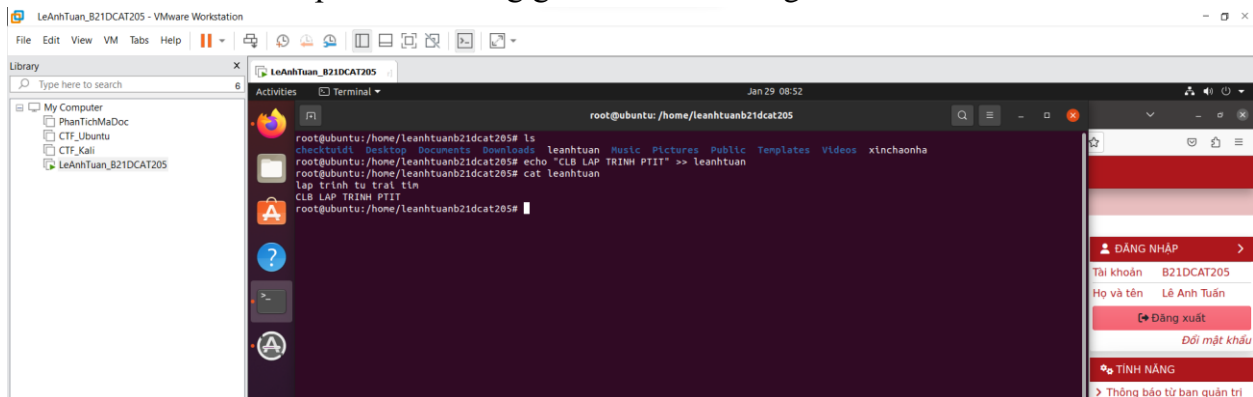 LeAnhTuan_B21DCAT205 - VMware Workstation
File Edit View VM Tabs Help
Library X
Type here to search 6
My Computer
PhanTichMaDoc
CTF_Ubuntu
CTF_Kali
LeAnhTuan_B21DCAT205
LeAnhTuan_B21DCAT205
Activities Terminal Jan 29 08:52
root@ubuntu: /home/leanhtuanb21dcat205
root@ubuntu:/home/leanhtuanb21dcat205# ls
checktuidi Desktop Documents Downloads leanhtuan Music Pictures Public Templates Videos xinchaonha
root@ubuntu:/home/leanhtuanb21dcat205# echo "CLB LAP TRINH PTIT" >> leanhtuan
root@ubuntu:/home/leanhtuanb21dcat205# cat leanhtuan
lap trinh tu trai tim
CLB LAP TRINH PTIT
root@ubuntu:/home/leanhtuanb21dcat205#
ĐĂNG NHẬP
Tài khoản B21DCAT205
Họ và tên Lê Anh Tuấn
Đăng xuất
Đổi mật khẩu
TÍNH NĂNG
Thông báo từ ban quản trị